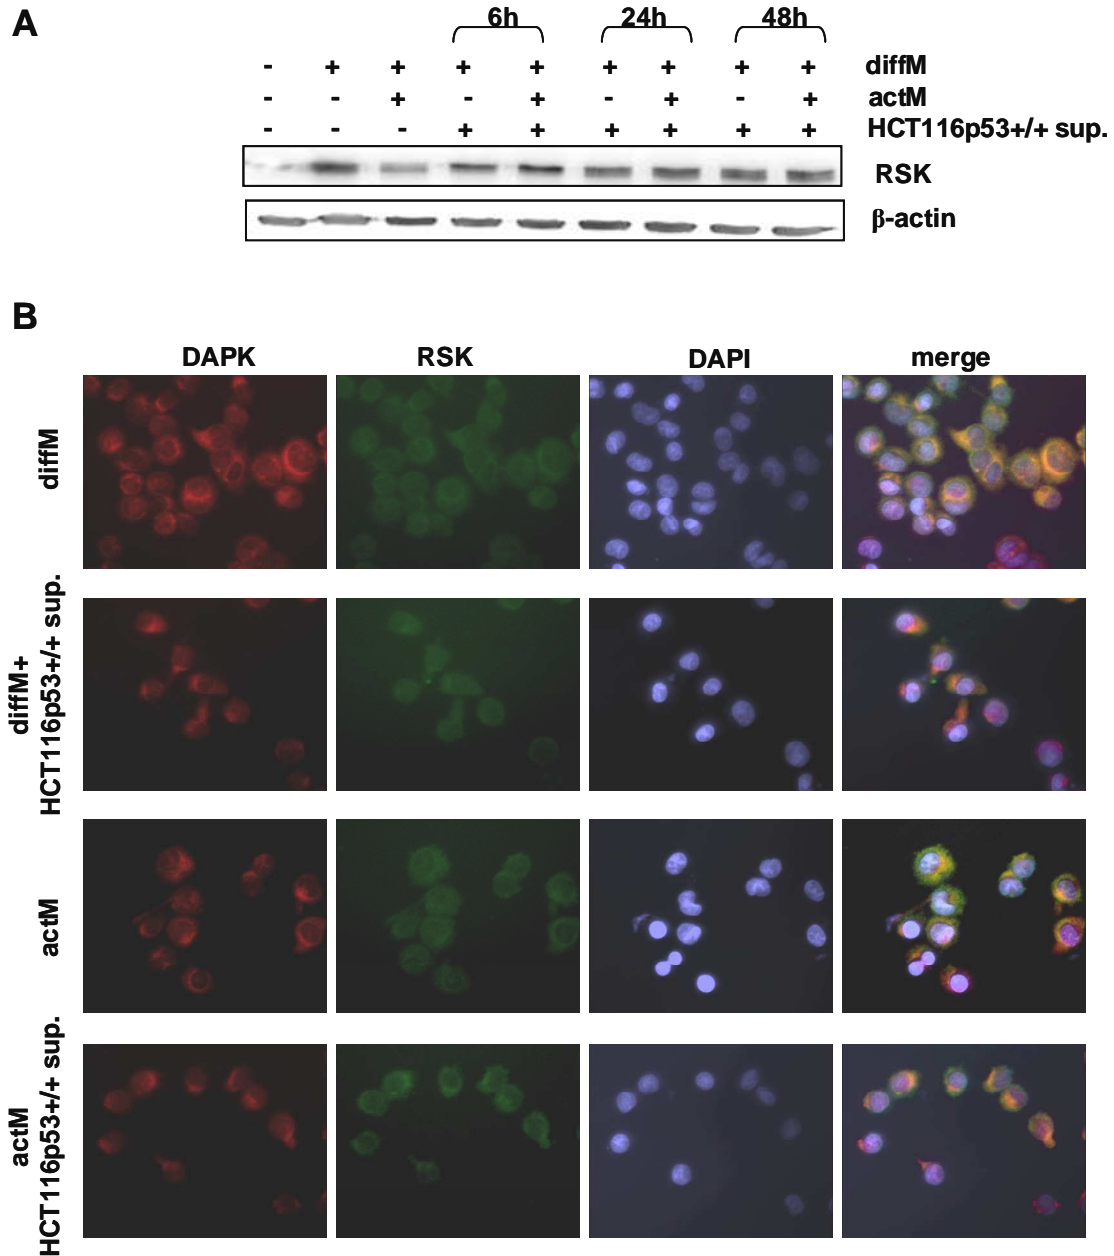 A
6h 24h 48h
- + + + + + + + + diffM
- - + - + - + - + actM
- - - + + + + + + HCT116p53+/+ sup.
RSK
β-actin
B
DAPK RSK DAPI merge
diffM
diffM+
HCT116p53+/+ sup.
actM
actM
HCT116p53+/+ sup.